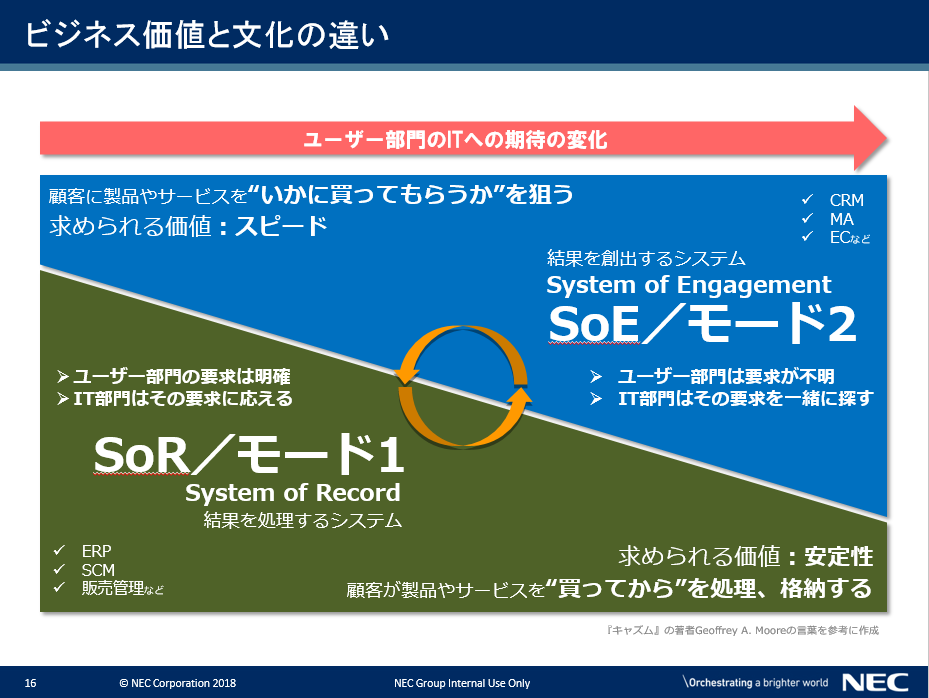 ビジネス価値と文化の違い
ユーザー部門のITへの期待の変化
顧客に製品やサービスを“いかに買ってもらうか”を狙う
求められる価値：スピード
✓ CRM
✓ MA
✓ ECなど
結果を創出するシステム
System of Engagement
SoE／モード2
➢ ユーザー部門は要求が不明
➢ IT部門はその要求を一緒に探す
➢ユーザー部門の要求は明確
➢IT部門はその要求に応える
SoR／モード1
System of Record
結果を処理するシステム
✓ ERP
✓ SCM
✓ 販売管理など
求められる価値：安定性
顧客が製品やサービスを“買ってから”を処理、格納する
『キャズム』の著者Geoffrey A. Mooreの言葉を参考に作成
16
© NEC Corporation 2018
NEC Group Internal Use Only
\Orchestrating a brighter world
NEC